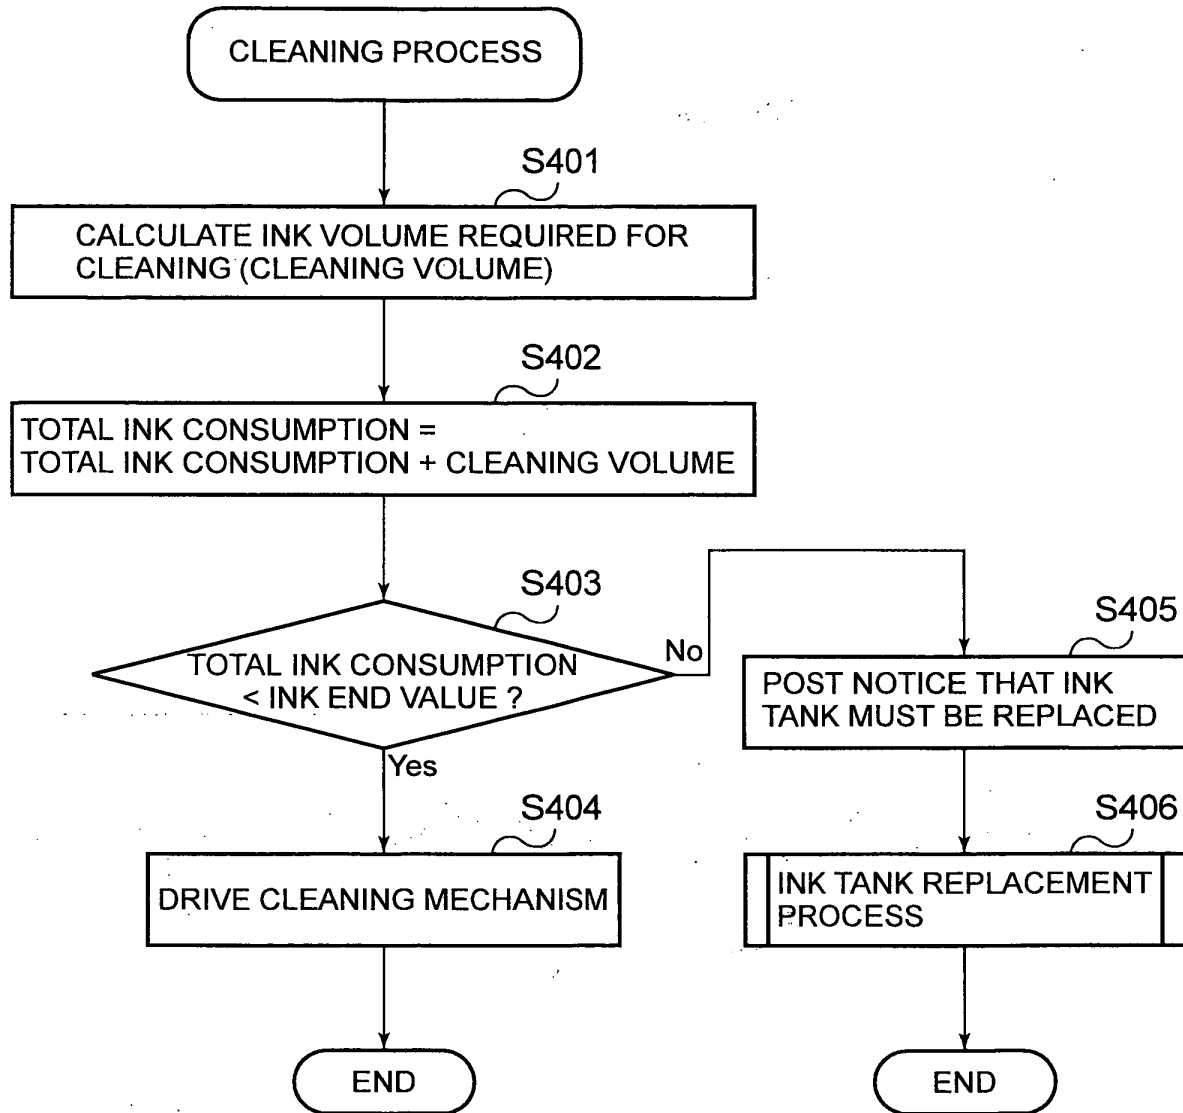 CLEANING PROCESS
S401
CALCULATE INK VOLUME REQUIRED FOR
CLEANING (CLEANING VOLUME)
S402
TOTAL INK CONSUMPTION =
TOTAL INK CONSUMPTION + CLEANING VOLUME
S403
TOTAL INK CONSUMPTION
< INK END VALUE ?
No
Yes
S404
DRIVE CLEANING MECHANISM
END
S405
POST NOTICE THAT INK
TANK MUST BE REPLACED
S406
INK TANK REPLACEMENT
PROCESS
END